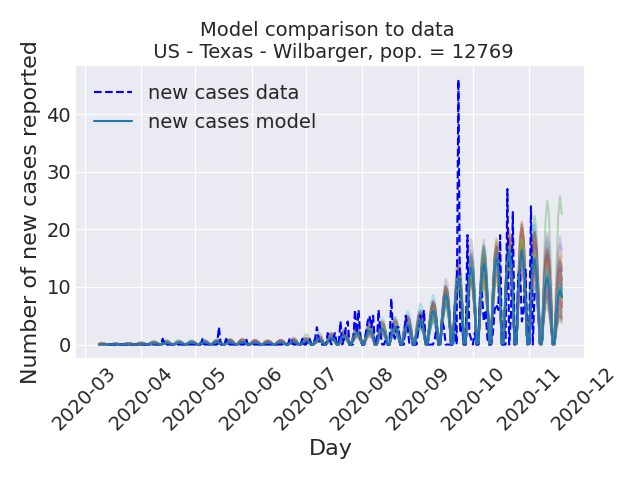 Model comparison to data
US - Texas - Wilbarger, pop. = 12769
Number of new cases reported
new cases data
new cases model
40
30
20
10
0
2020-03
2020-04
2020-05
2020-06
2020-07
2020-08
2020-09
2020-10
2020-11
2020-12
Day